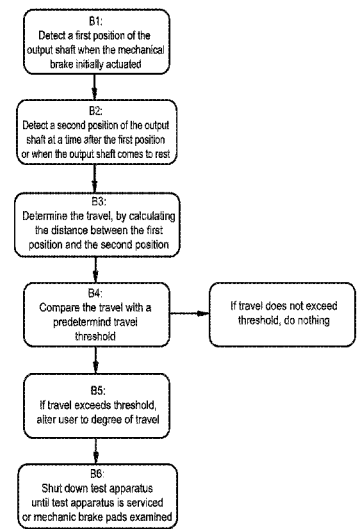 B1:
Detect a first position of the
output shaft when the mechanical
brake initially actuated
B2:
Detect a second position of the output
shaft at a time after the first position
or when the output shaft comes to rest
B3:
Determine the travel, by calculating
the distance between the first
position and the second position
B4:
Compare the travel with a
predetermind travel
threshold
If travel does not exceed
threshold, do nothing
B5:
If travel exceeds threshold,
alter user to degree of travel
B6:
Shut down test apparatus
until test apparatus is serviced
or mechanic brake pads examined